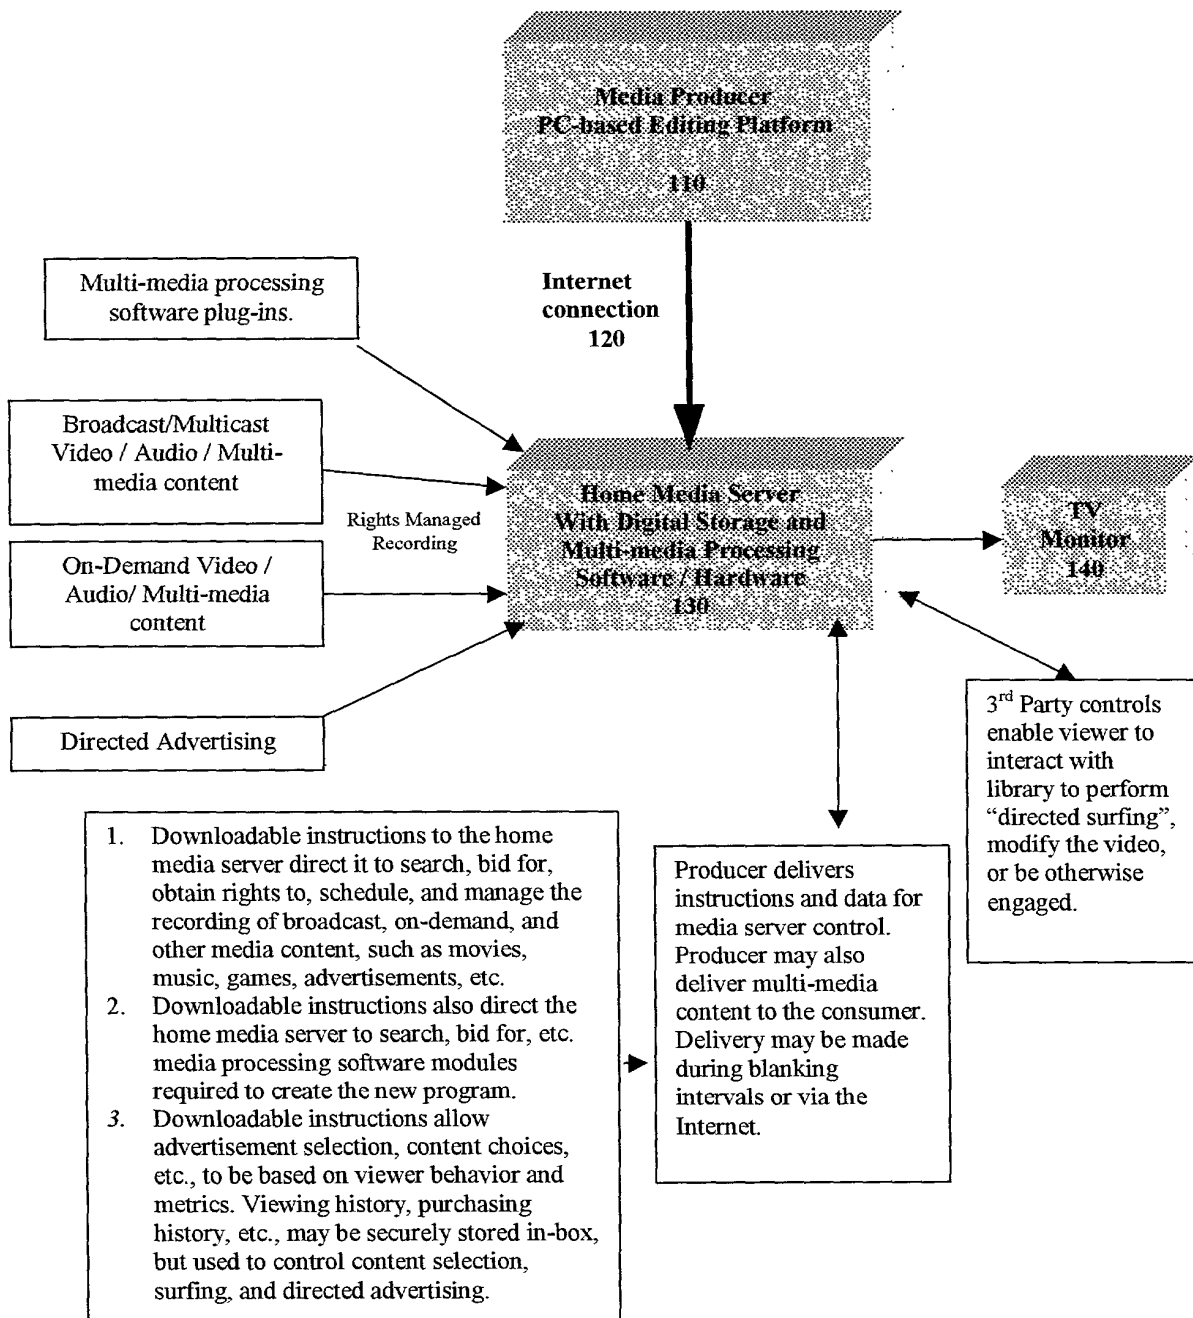 Media Producer
PC-based Editing Platform
110
Internet
connection
120
Multi-media processing
software plug-ins.
Broadcast/Multicast
Video / Audio / Multi-
media content
Rights Managed
Recording
On-Demand Video /
Audio/ Multi-media
content
Directed Advertising
Home Media Server
With Digital Storage and
Multi-media Processing
Software / Hardware
130
TV
Monitor
140
3rd Party controls
enable viewer to
interact with
library to perform
“directed surfing”,
modify the video,
or be otherwise
engaged.
1. Downloadable instructions to the home
media server direct it to search, bid for,
obtain rights to, schedule, and manage the
recording of broadcast, on-demand, and
other media content, such as movies,
music, games, advertisements, etc.
2. Downloadable instructions also direct the
home media server to search, bid for, etc.
media processing software modules
required to create the new program.
3. Downloadable instructions allow
advertisement selection, content choices,
etc., to be based on viewer behavior and
metrics. Viewing history, purchasing
history, etc., may be securely stored in-box,
but used to control content selection,
surfing, and directed advertising.
Producer delivers
instructions and data for
media server control.
Producer may also
deliver multi-media
content to the consumer.
Delivery may be made
during blanking
intervals or via the
Internet.